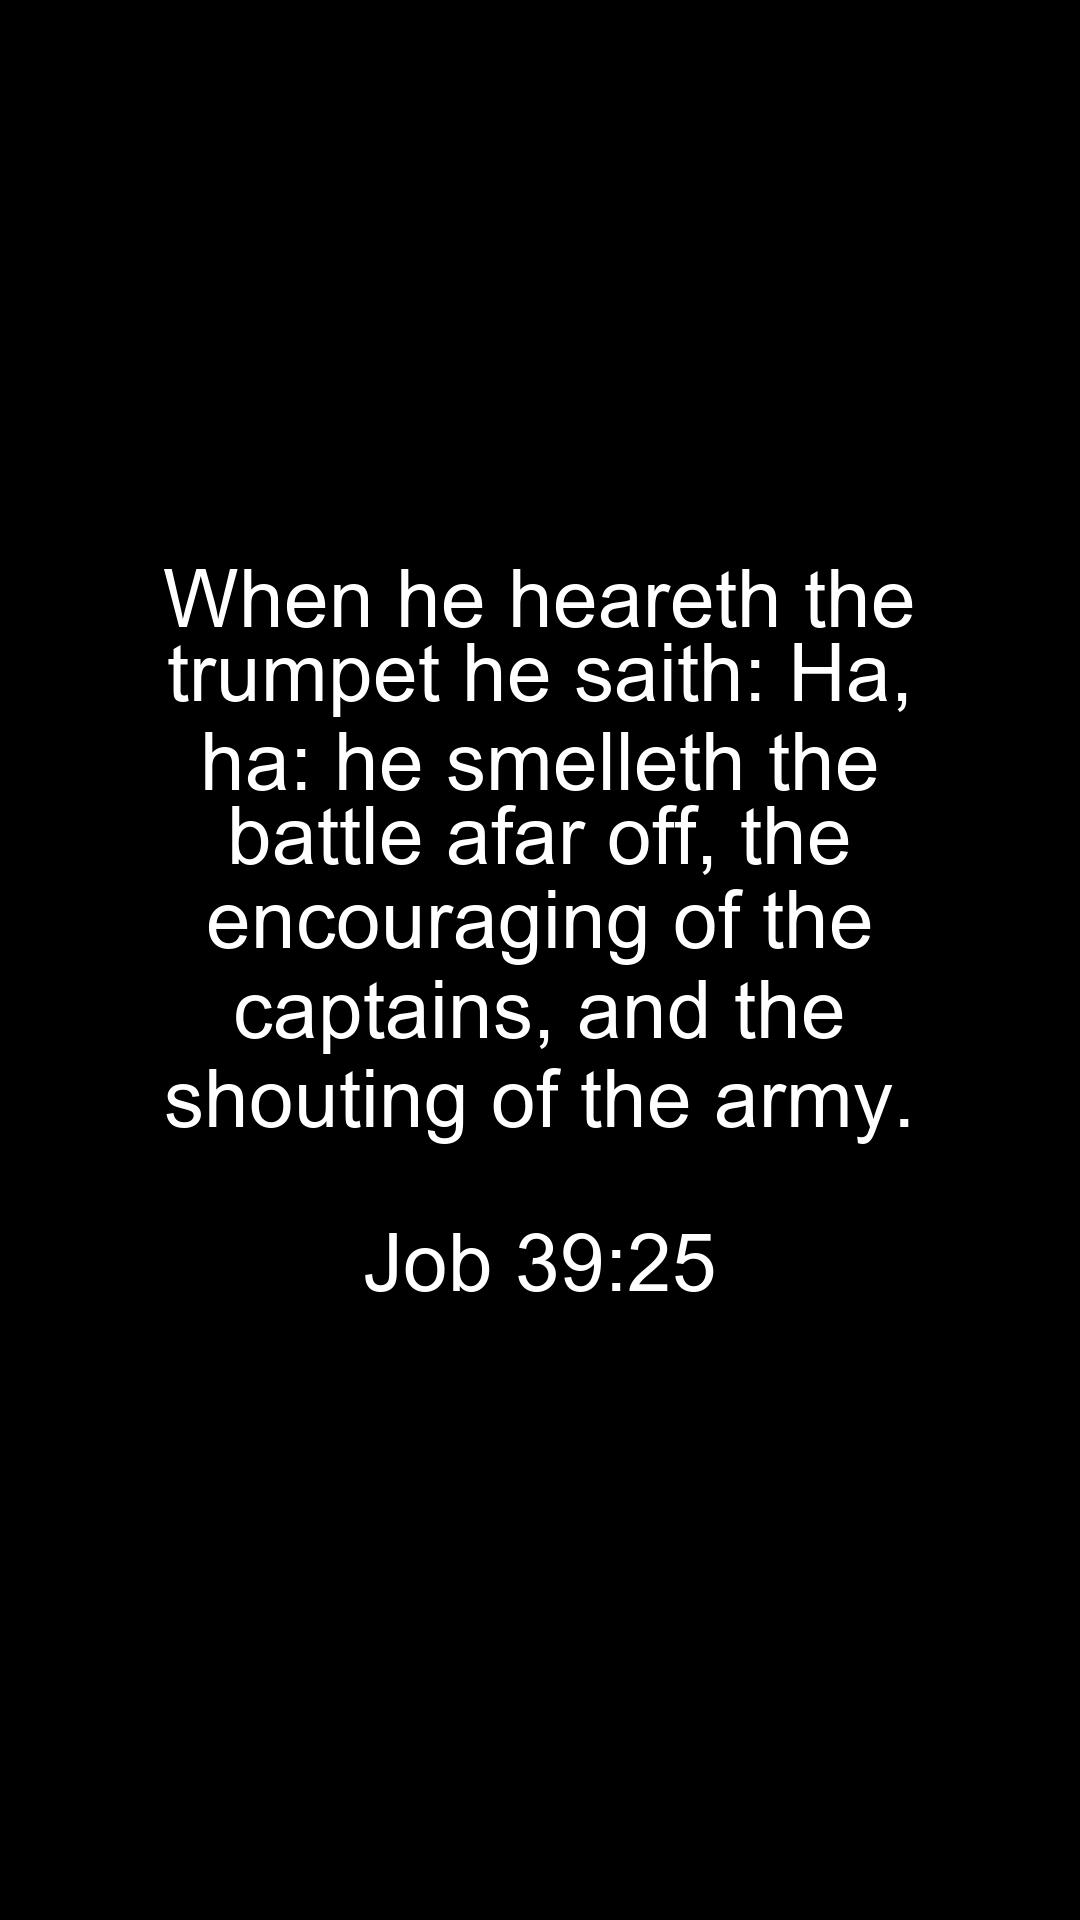 When he heareth the
trumpet he saith: Ha,
ha: he smelleth the
battle afar off, the
encouraging of the
captains, and the
shouting of the army.
Job 39:25